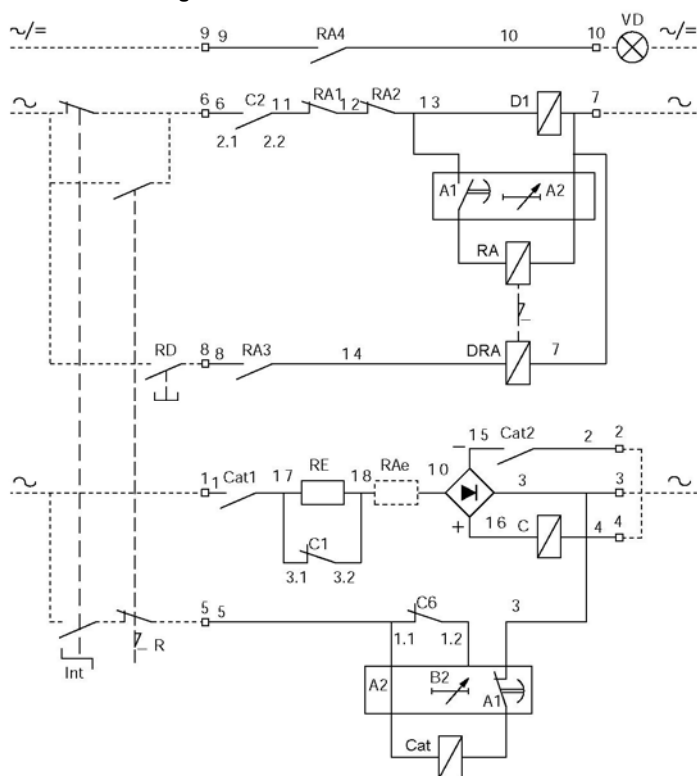 ~/= 9 9 RA4 10 10 VD ~/=
~ 6 6 C2 11 RA1 12 RA2 13 D1 7 ~
2.1 2.2
A1 A2
RA
RD 8 8 RA3 14 DRA 7
15 Cat2 2 2
~ 1 1 Cat1 17 RE 18 RAe 10 − 3 3 ~
+ 16 C 4 4
C1
3.1 3.2
5 5 C6 3
1.1 1.2
R
Int
A2 B2 A1
Cat